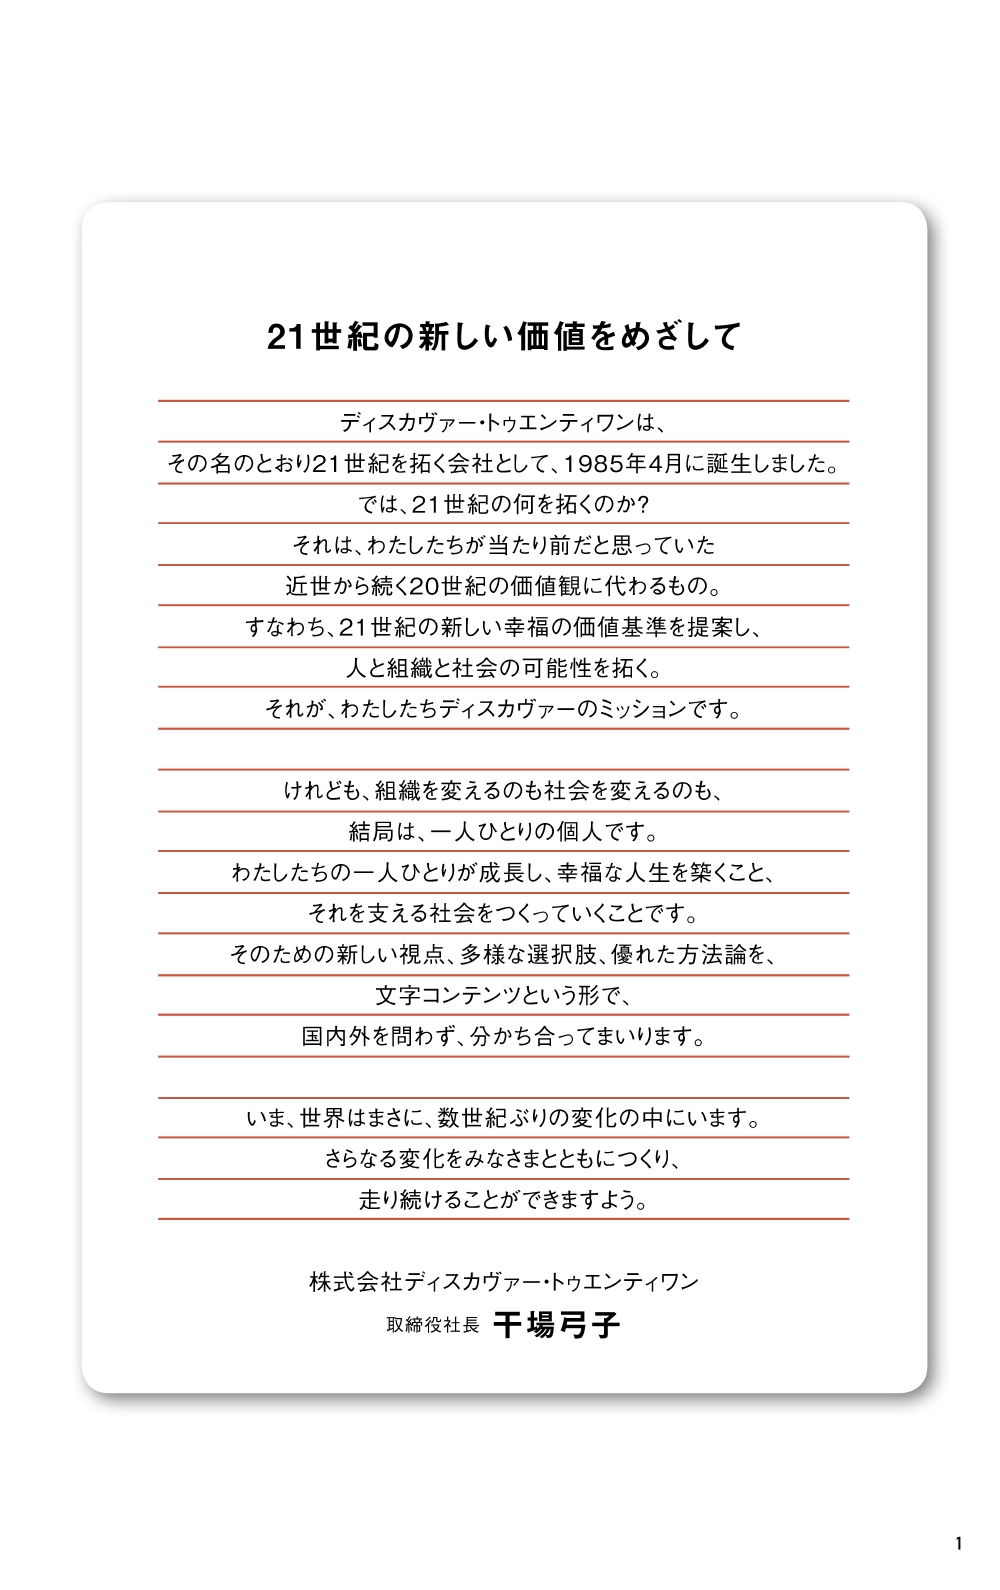 21世紀の新しい価値をめざして
ディスカヴァー・トゥエンティワンは、
その名のとおり21世紀を拓く会社として、1985年4月に誕生しました。
では、21世紀の何を拓くのか?
それは、わたしたちが当たり前だと思っていた
近世から続く20世紀の価値観に代わるもの。
すなわち、21世紀の新しい幸福の価値基準を提案し、
人と組織と社会の可能性を拓く。
それが、わたしたちディスカヴァーのミッションです。
けれども、組織を変えるのも社会を変えるのも、
結局は、一人ひとりの個人です。
わたしたちの一人ひとりが成長し、幸福な人生を築くこと、
それを支える社会をつくっていくことです。
そのための新しい視点、多様な選択肢、優れた方法論を、
文字コンテンツという形で、
国内外を問わず、分かち合ってまいります。
いま、世界はまさに、数世紀ぶりの変化の中にいます。
さらなる変化をみなさまとともにつくり、
走り続けることができますよう。
株式会社ディスカヴァー・トゥエンティワン
取締役社長 干場弓子
1